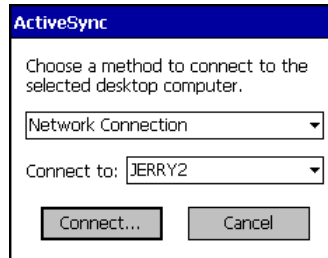 ActiveSync
Choose a method to connect to the
selected desktop computer.
Network Connection
Connect to: JERRY2
Connect... Cancel